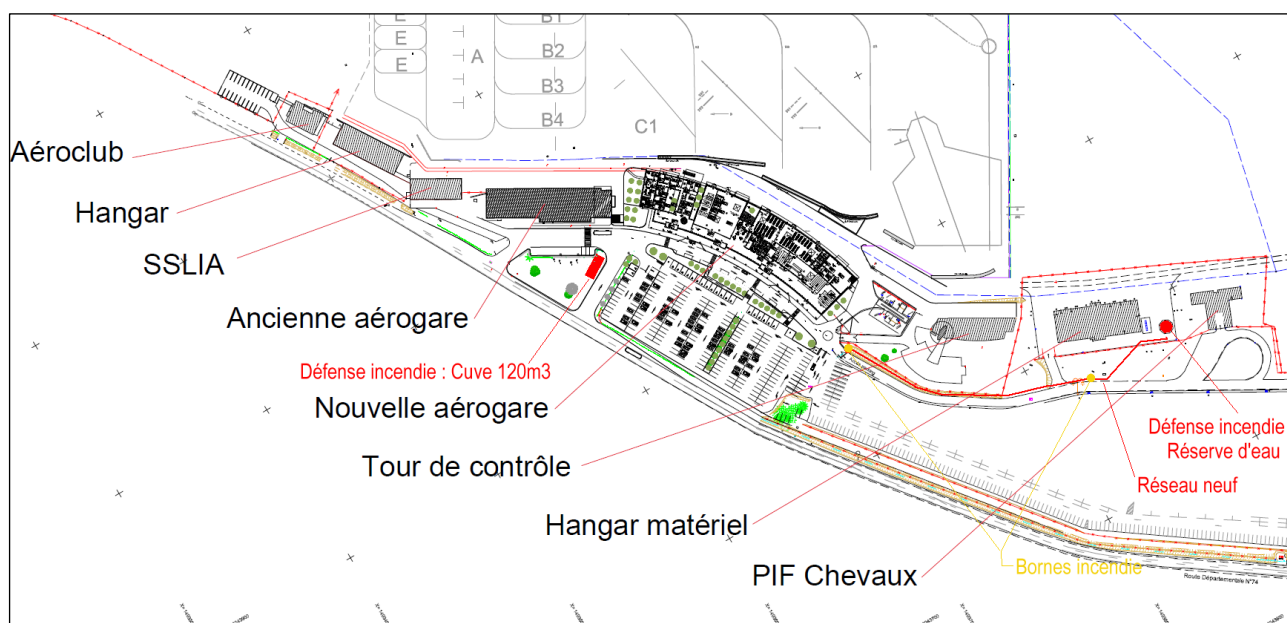 E
B1
E
A
B2
E
B3
B4
C1
Aéroclub
Hangar
SSLIA
Ancienne aérogare
Défense incendie : Cuve 120m3
Nouvelle aérogare
Tour de contrôle
Hangar matériel
PIF Chevaux
Défense incendie
Réserve d'eau
Réseau neuf
Bornes incendie
Route Départementale N°74